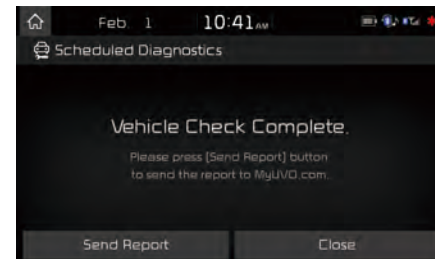 Feb. 1 10:41 AM
Scheduled Diagnostics
Vehicle Check Complete.
Please press [Send Report] button
to send the report to MyUVO.com.
Send Report Close